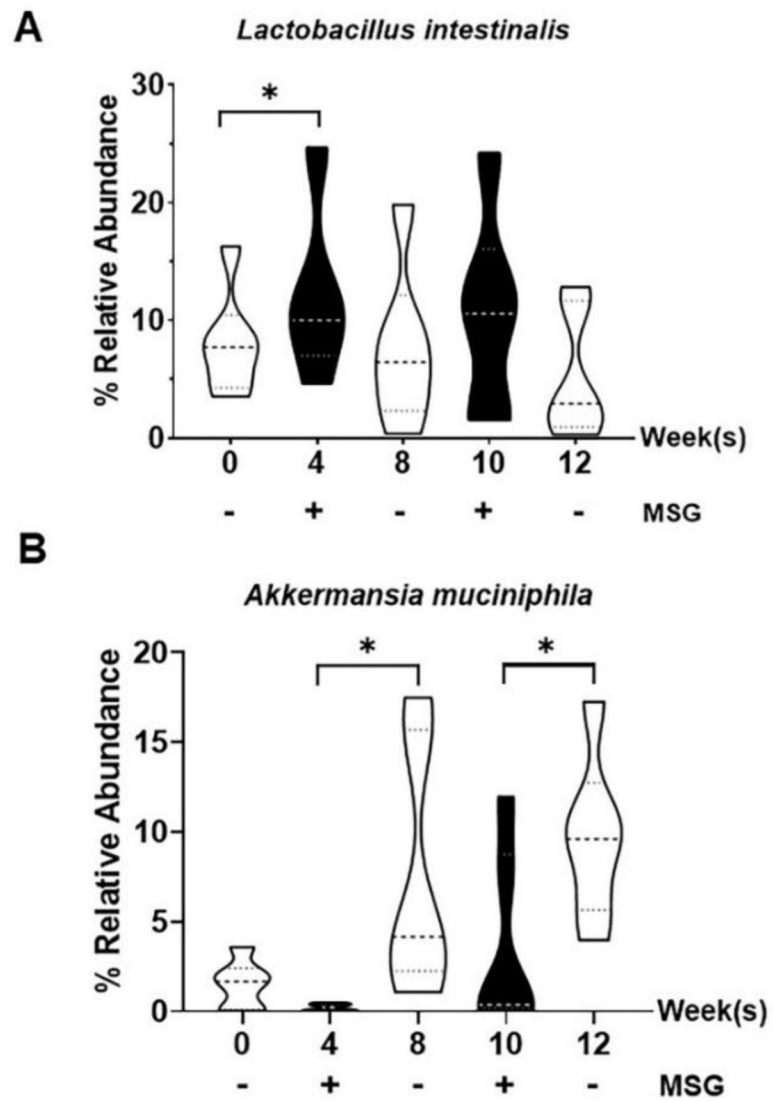 A
Lactobacillus intestinalis
% Relative Abundance
30
*
20
10
0
0 4 8 10 12 Week(s)
- + - + - MSG
B
Akkermansia muciniphila
% Relative Abundance
20
* *
15
10
5
0
0 4 8 10 12 Week(s)
- + - + - MSG